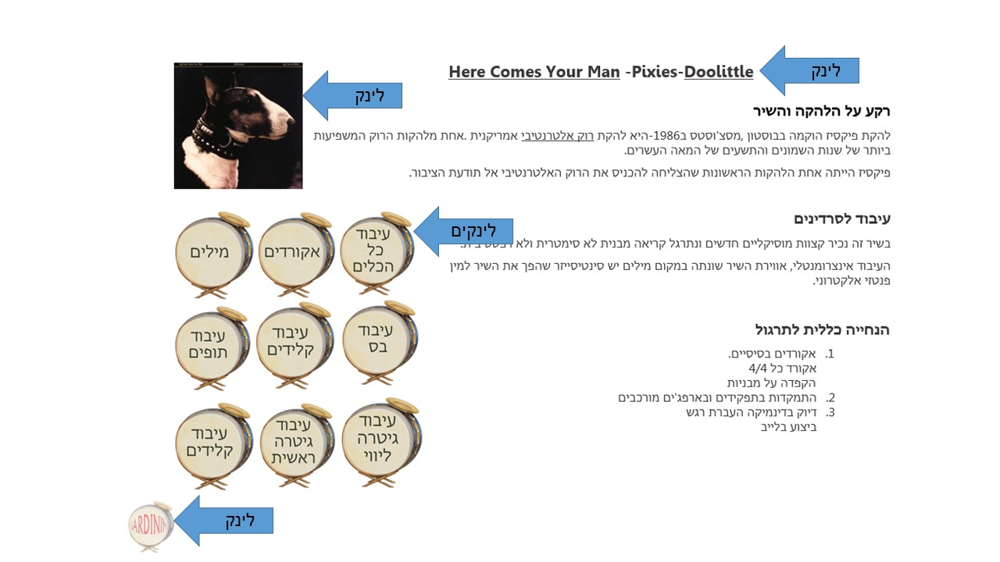 Here Comes Your Man -Pixies-Doolittle
לינק
לינק
רקע על הלהקה והשיר
להקת פיקסיז הוקמה בבוסטון ,מסצ'וסטס ב1986-היא להקת רוק אלטרנטיבי אמריקנית .אחת מלהקות הרוק המשפיעות
ביותר של שנות השמונים והתשעים של המאה העשרים.
פיקסיז הייתה אחת הלהקות הראשונות שהצליחה להכניס את הרוק האלטרנטיבי אל תודעת הציבור.
עיבוד לסרדינים
לינקים
בשיר זה נכיר קצוות מוסיקליים חדשים ונתרגל קריאה מבנית לא סימטרית ולא
העיבוד אינצרומנטלי, אווירת השיר שונתה במקום מילים יש סינטיסייזר שהפך את השיר למין
פנטזי אלקטרוני.
הנחייה כללית לתרגול
1. אקורדים בסיסיים.
אקורד כל 4/4
הקפדה על מבניות
2. התמקדות בתפקידים ובארפג'ים מורכבים
3. דיוק בדינמיקה העברת רגש
ביצוע בלייב
עיבוד
כל
הכלים
אקורדים
מילים
עיבוד
בס
עיבוד
קלידים
עיבוד
תופים
עיבוד
גיטרה
ליווי
עיבוד
גיטרה
ראשית
עיבוד
קלידים
לינק
SARDINIM